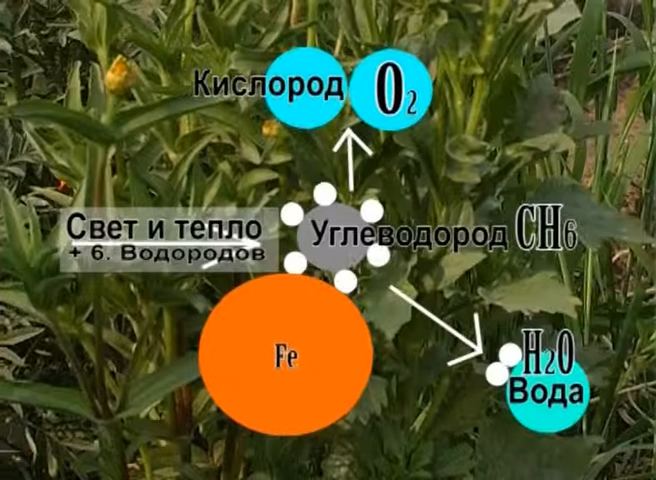 Кислород O2
Свет и тепло
+ 6. Водородов
Углеводород CH6
Fe
H2O
Вода